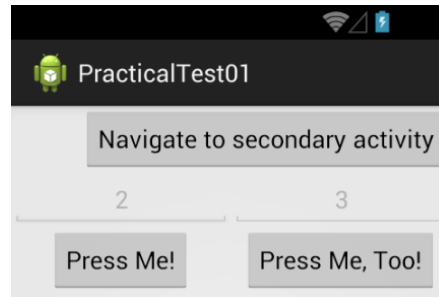 PracticalTest01
Navigate to secondary activity
2 3
Press Me! Press Me, Too!